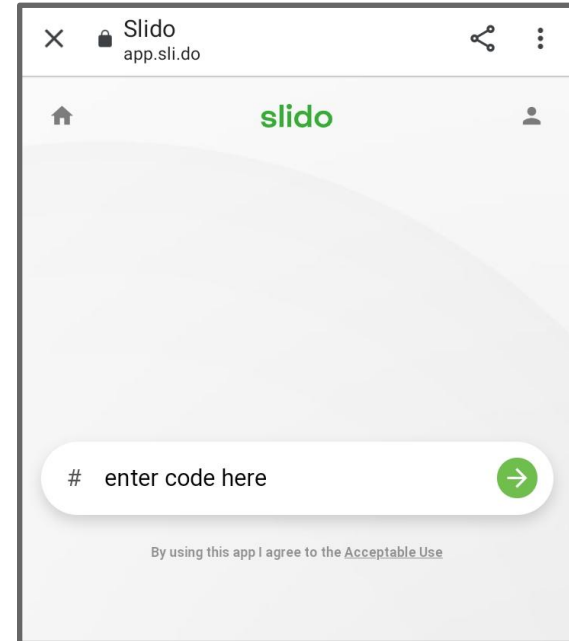 Slido
app.sli.do
slido
# enter code here
By using this app I agree to the Acceptable Use